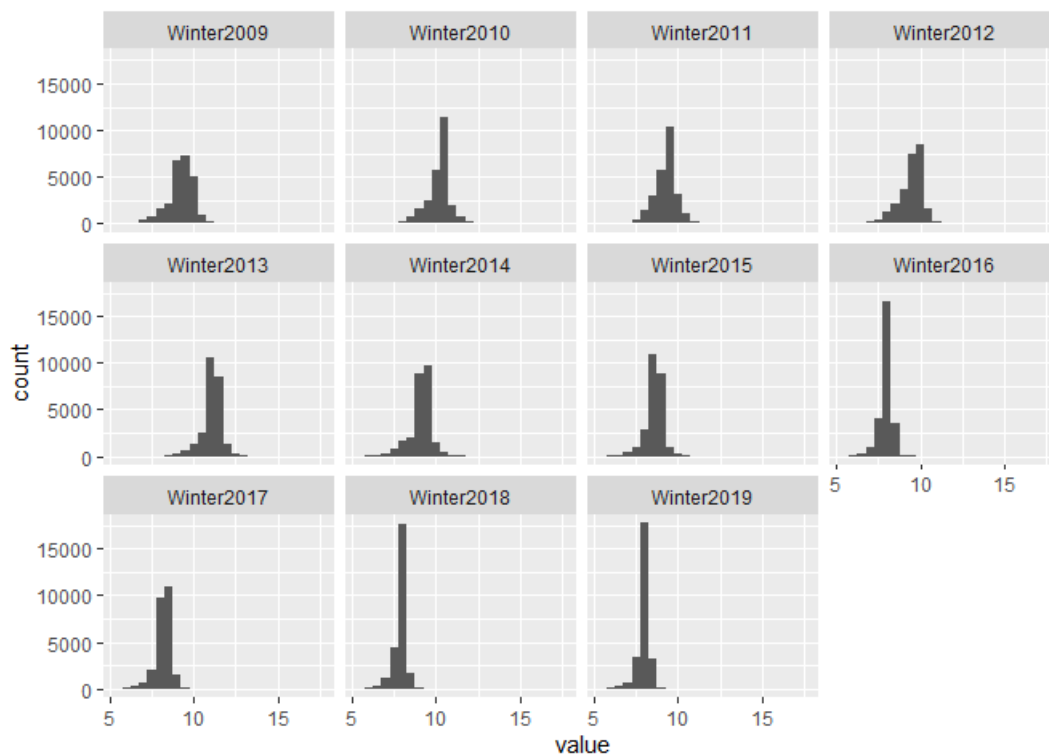 Winter2009 Winter2010 Winter2011 Winter2012
15000
10000
5000
0
Winter2013 Winter2014 Winter2015 Winter2016
15000
10000
5000
0
5 10 15
Winter2017 Winter2018 Winter2019
15000
10000
5000
0
5 10 15 5 10 15 5 10 15
count
value